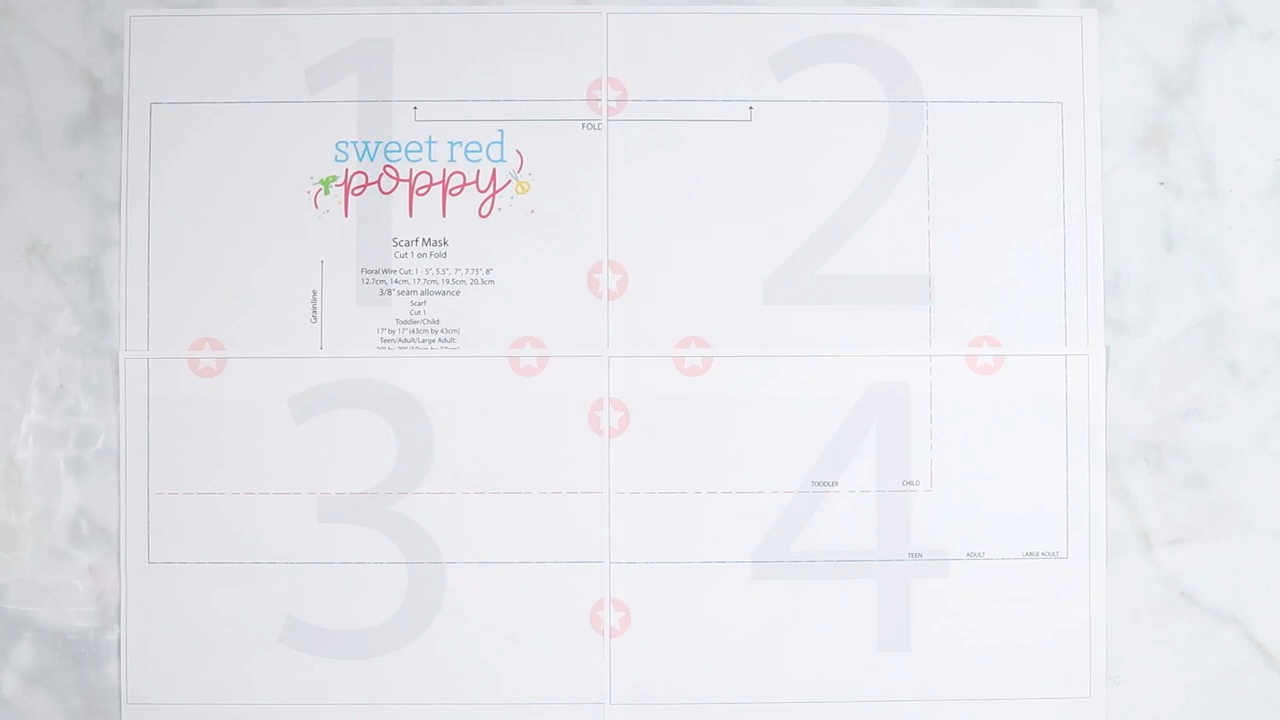 1
2
FOLD
sweet red
poppy
Scarf Mask
Cut 1 on Fold
Floral Wire Cut: 1 - 5", 5.5", 7", 7.75", 8"
12.7cm, 14cm, 17.7cm, 19.5cm, 20.3cm
3/8" seam allowance
Grainline
Scarf
Cut 1
Toddler/Child:
17" by 17" (43cm by 43cm)
Teen/Adult/Large Adult:
3
4
TODDLER CHILD
TEEN ADULT LARGE ADULT